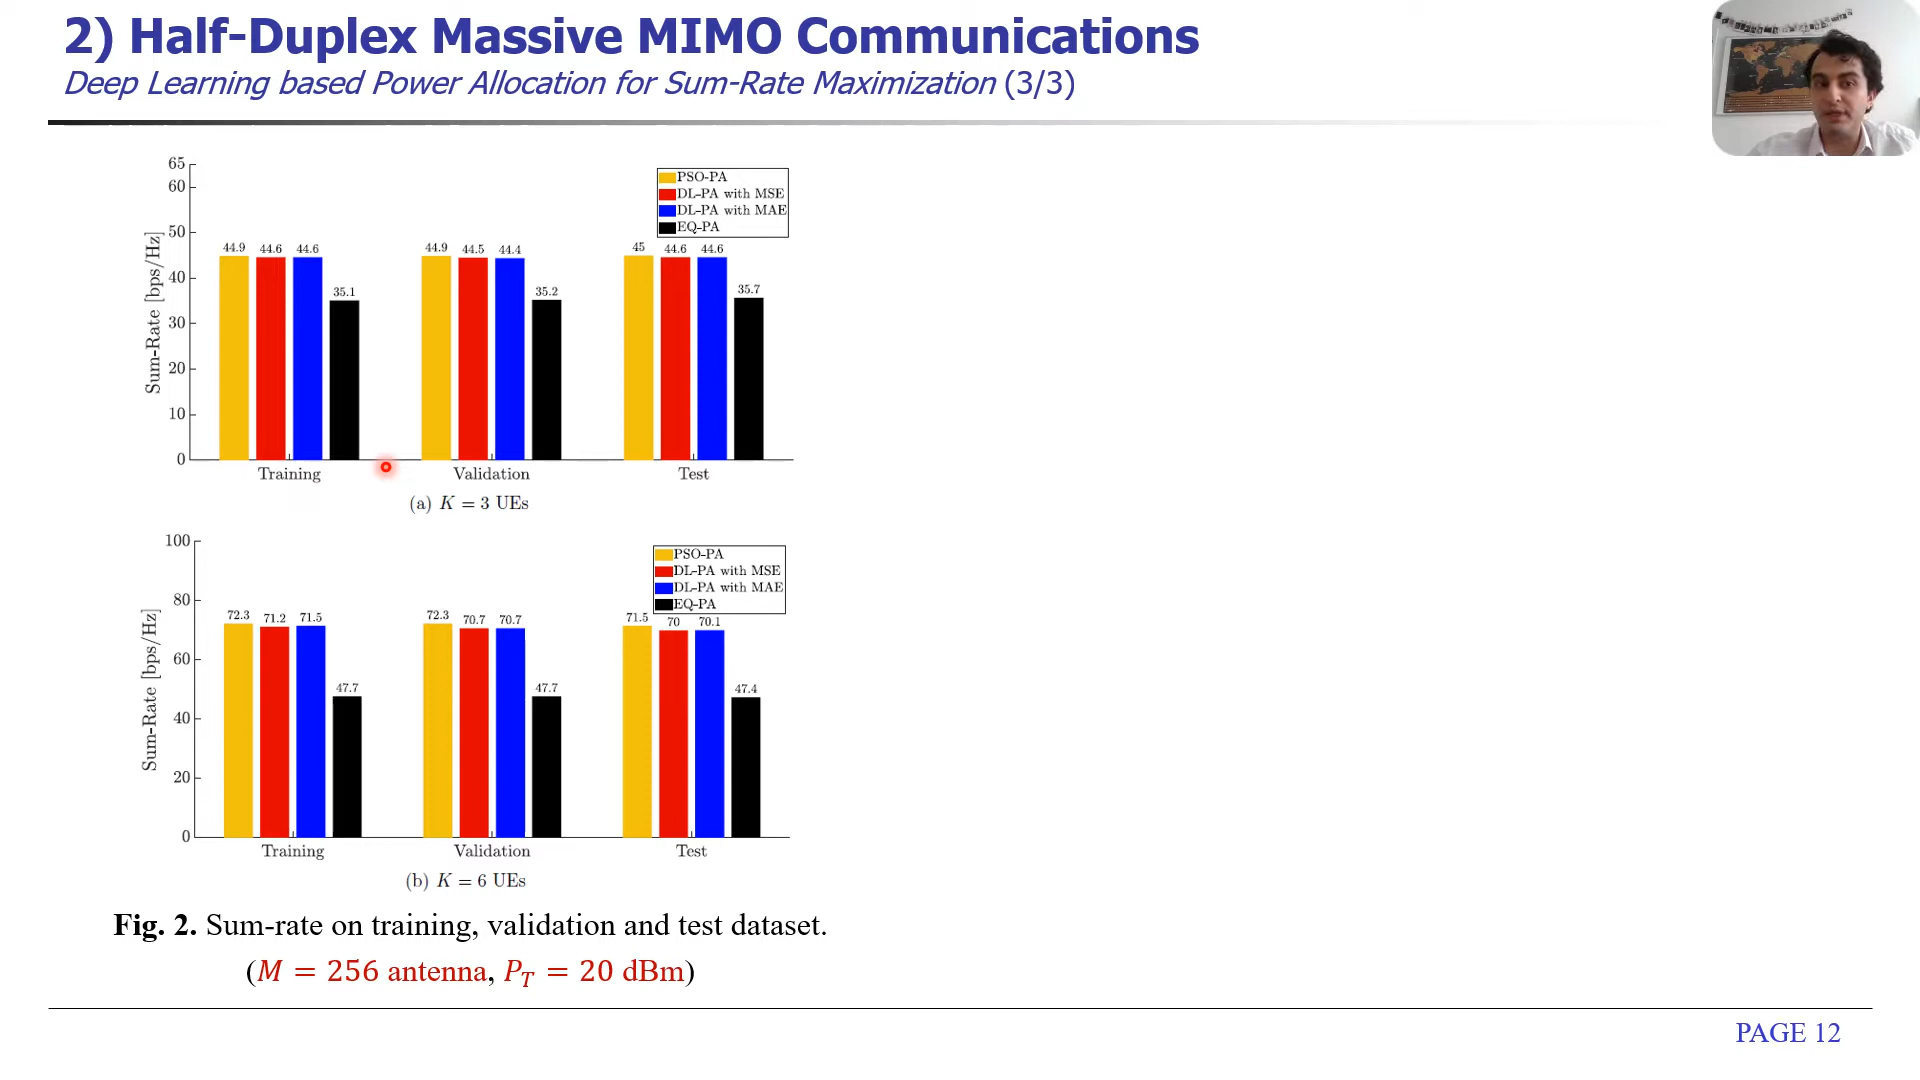 2) Half-Duplex Massive MIMO Communications
Deep Learning based Power Allocation for Sum-Rate Maximization (3/3)
65
60
50
40
30
20
10
0
Sum-Rate [bps/Hz]
PSO-PA
DL-PA with MSE
DL-PA with MAE
EQ-PA
44.9 44.6 44.6 35.1
44.9 44.5 44.4 35.2
45 44.6 44.6 35.7
Training Validation Test
(a) K = 3 UEs
100
80
60
40
20
0
Sum-Rate [bps/Hz]
PSO-PA
DL-PA with MSE
DL-PA with MAE
EQ-PA
72.3 71.2 71.5 47.7
72.3 70.7 70.7 47.7
71.5 70 70.1 47.4
Training Validation Test
(b) K = 6 UEs
Fig. 2. Sum-rate on training, validation and test dataset.
(M = 256 antenna, P_T = 20 dBm)
PAGE 12